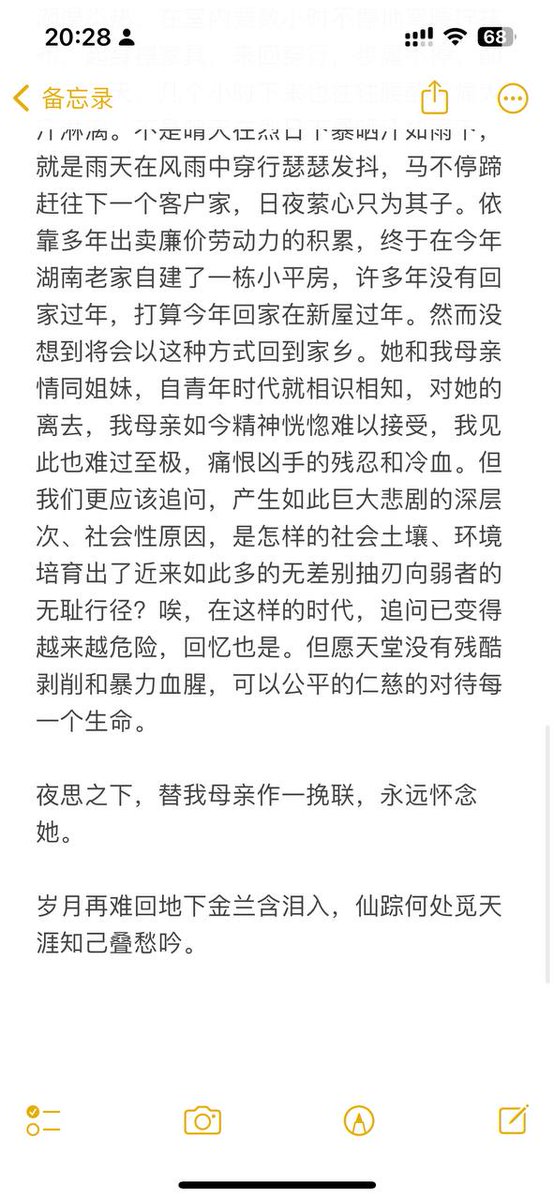 20:28
68
备忘录
汗淋漓。不是晴天在烈日下暴晒汗如雨下，
就是雨天在风雨中穿行瑟瑟发抖，马不停蹄
赶往下一个客户家，日夜萦心只为其子。依
靠多年出卖廉价劳动力的积累，终于在今年
湖南老家自建了一栋小平房，许多年没有回
家过年，打算今年回家在新屋过年。然而没
想到将会以这种方式回到家乡。她和我母亲
情同姐妹，自青年时代就相识相知，对她的
离去，我母亲如今精神恍惚难以接受，我见
此也难过至极，痛恨凶手的残忍和冷血。但
我们更应该追问，产生如此巨大悲剧的深层
次、社会性原因，是怎样的社会土壤、环境
培育出了近来如此多的无差别抽刃向弱者的
无耻行径？唉，在这样的时代，追问已变得
越来越危险，回忆也是。但愿天堂没有残酷
剥削和暴力血腥，可以公平的仁慈的对待每
一个生命。
夜思之下，替我母亲作一挽联，永远怀念
她。
岁月再难回地下金兰含泪入，仙踪何处觅天
涯知己叠愁吟。